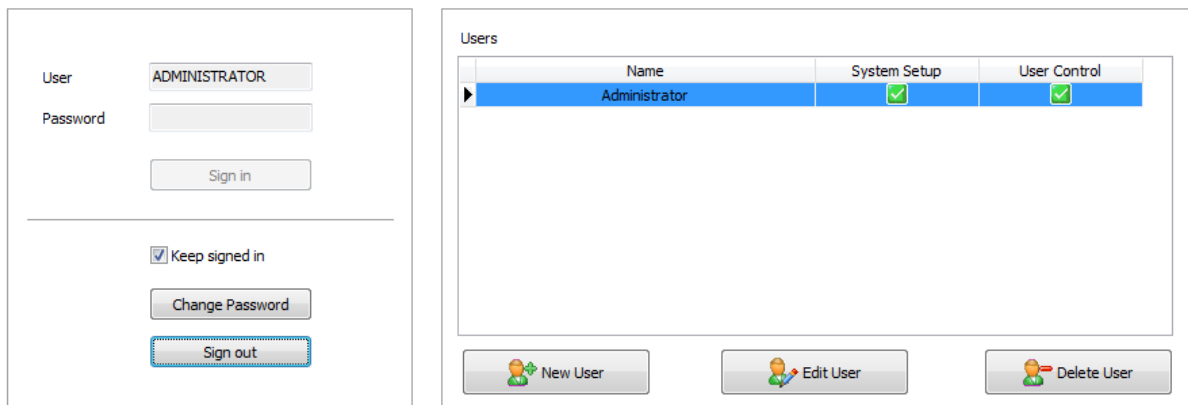 User ADMINISTRATOR
Password
Sign in
Keep signed in
Change Password
Sign out
Users
Name System Setup User Control
Administrator
New User Edit User Delete User